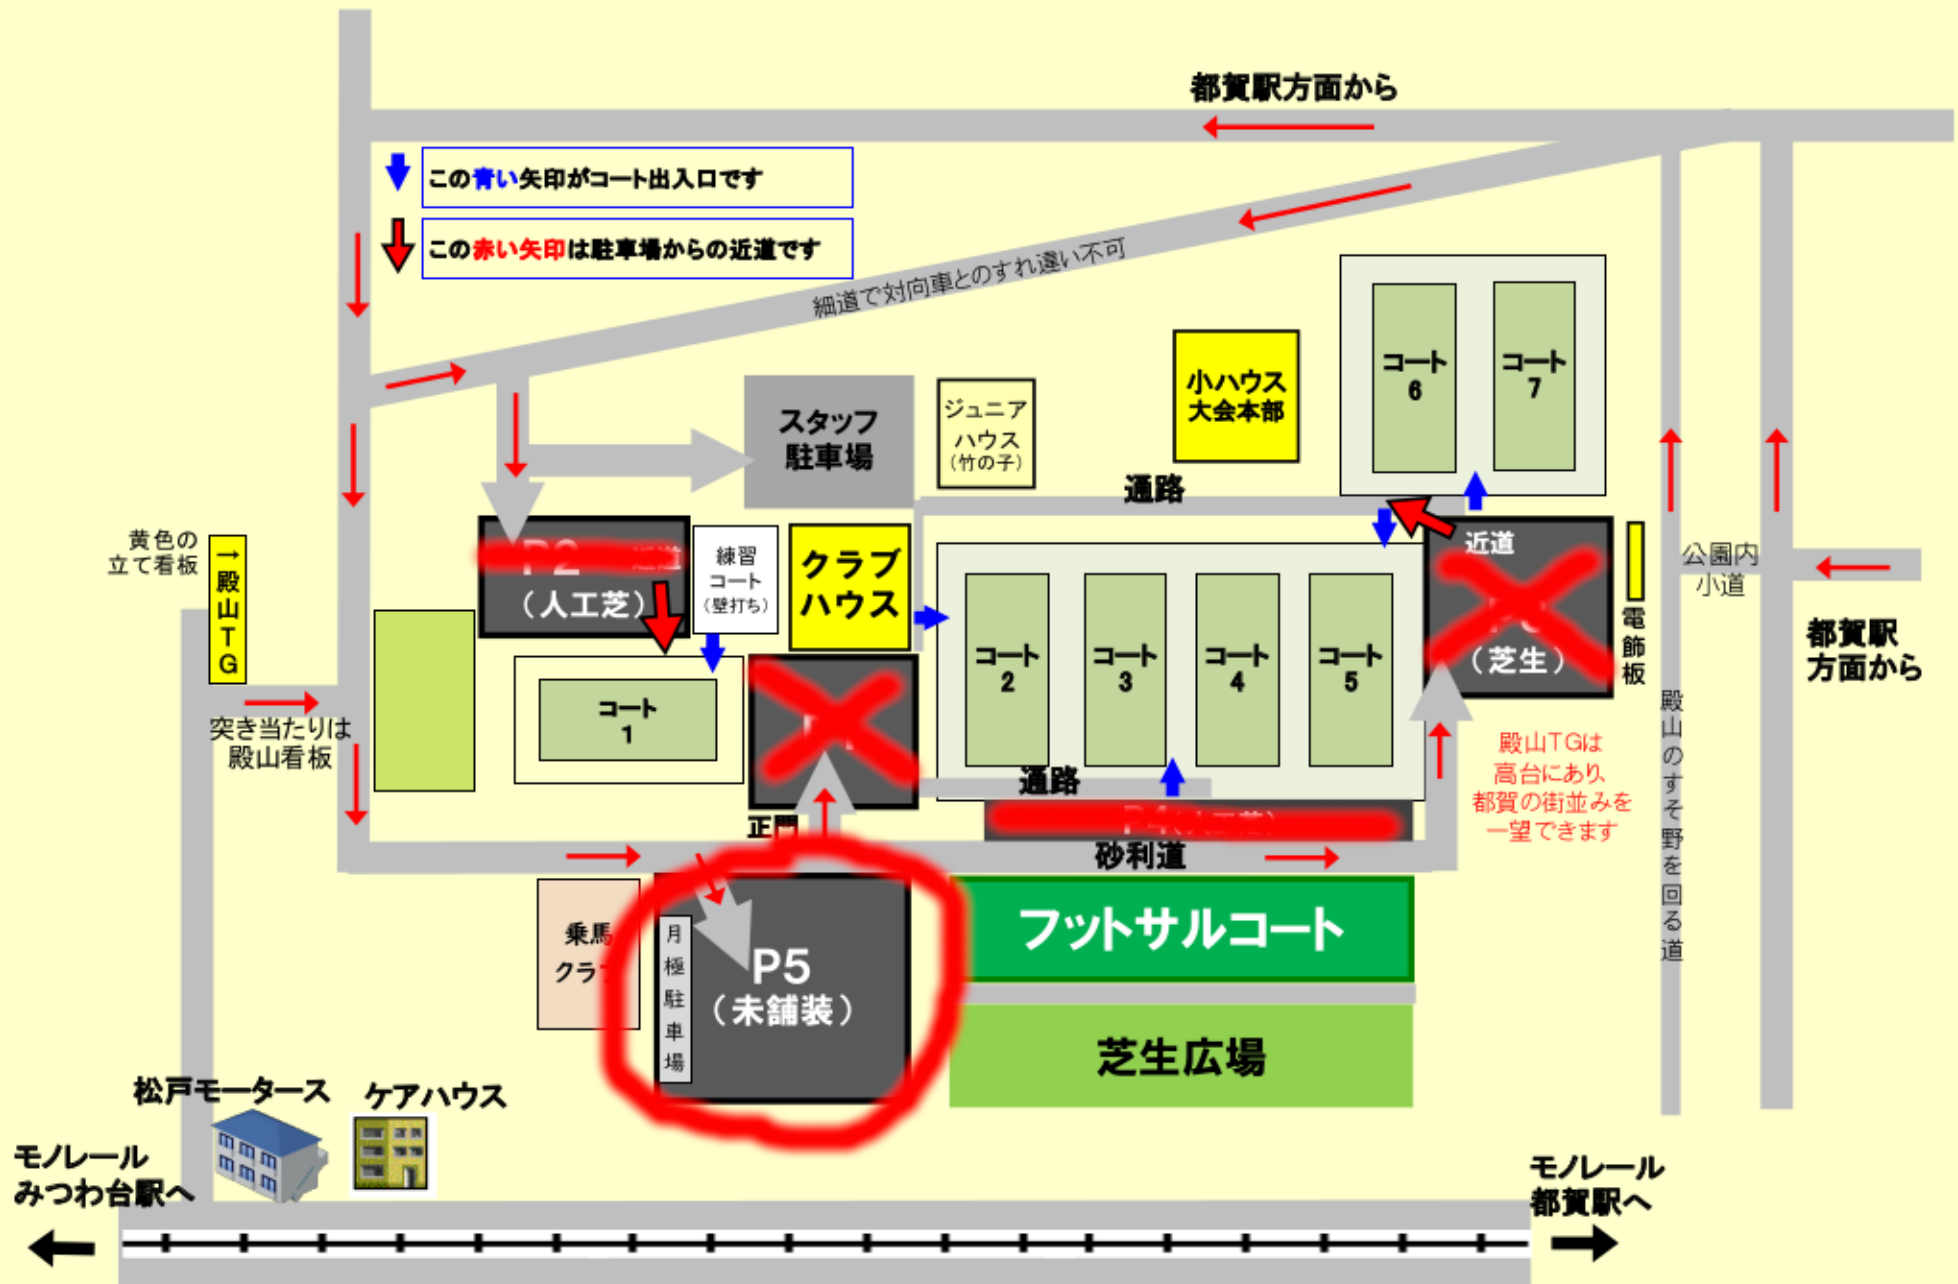 都賀駅方面から
この青い矢印がコート出入口です
この赤い矢印は駐車場からの近道です
細道で対向車とのすれ違い不可
コート
6
コート
7
小ハウス
大会本部
スタッフ
駐車場
ジュニア
ハウス
(竹の子)
通路
黄色の
立て看板
→殿山TG
P2
近道
(人工芝)
練習
コート
(壁打ち)
クラブ
ハウス
近道
(芝生)
電飾板
公園内
小道
都賀駅
方面から
コート
2
コート
3
コート
4
コート
5
コート
1
突き当たりは
殿山看板
殿山のすそ野を回る道
殿山TGは
高台にあり、
都賀の街並みを
一望できます
通路
正門
P4(人工芝)
砂利道
乗馬
クラブ
月極駐車場
P5
(未舗装)
フットサルコート
芝生広場
松戸モータース
ケアハウス
モノレール
みつわ台駅へ
モノレール
都賀駅へ